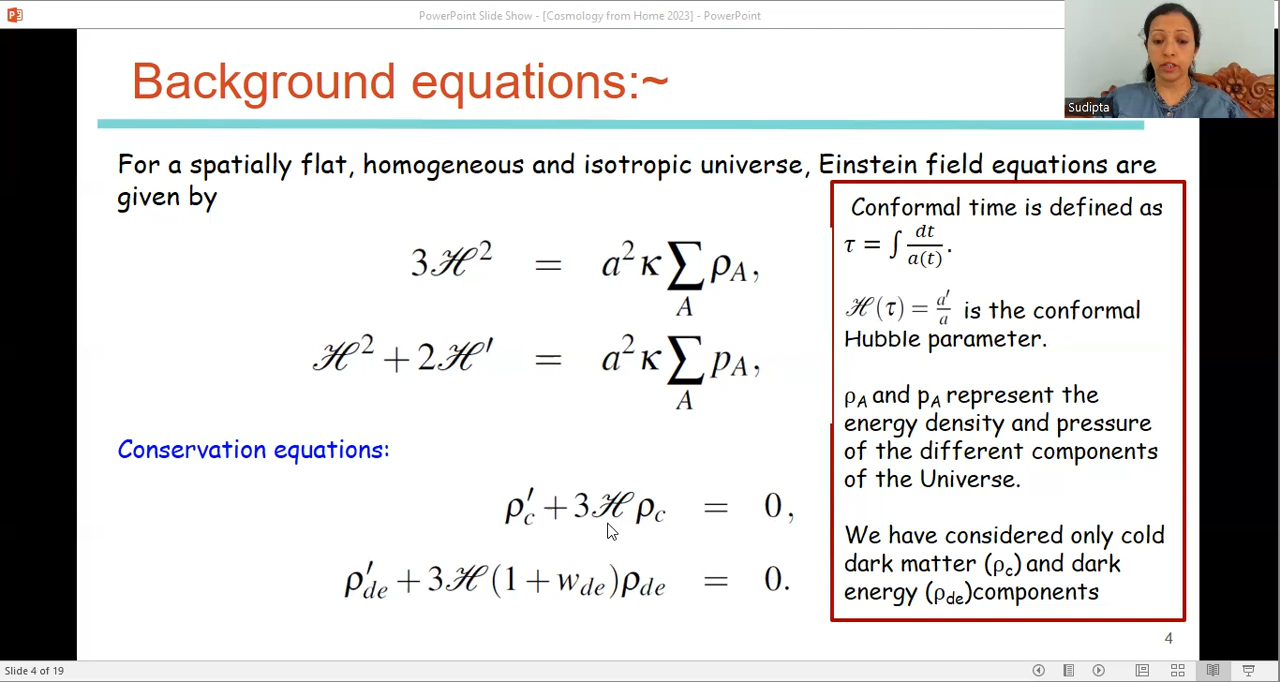 PowerPoint Slide Show - [Cosmology from Home 2023] - PowerPoint
Sudipta
Background equations:~
For a spatially flat, homogeneous and isotropic universe, Einstein field equations are
given by
3ℋ² = a²κ∑_A ρ_A,
ℋ² + 2ℋ′ = a²κ∑_A p_A,
Conservation equations:
ρ′_c + 3ℋρ_c = 0,
ρ′_de + 3ℋ(1 + w_de)ρ_de = 0.
Conformal time is defined as
τ = ∫ dt/a(t).
ℋ(τ) = a′/a is the conformal
Hubble parameter.
ρ_A and p_A represent the
energy density and pressure
of the different components
of the Universe.
We have considered only cold
dark matter (ρ_c) and dark
energy (ρ_de)components
4
Slide 4 of 19